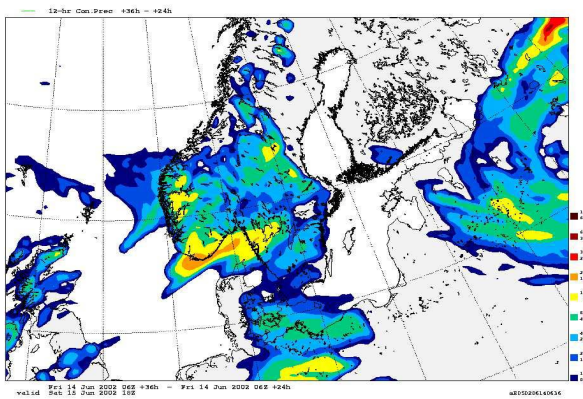 12-hr Con.Prec +36h - +24h
Fri 14 Jun 2002 06Z +36h - Fri 14 Jun 2002 06Z +24h
valid Sat 15 Jun 2002 18Z